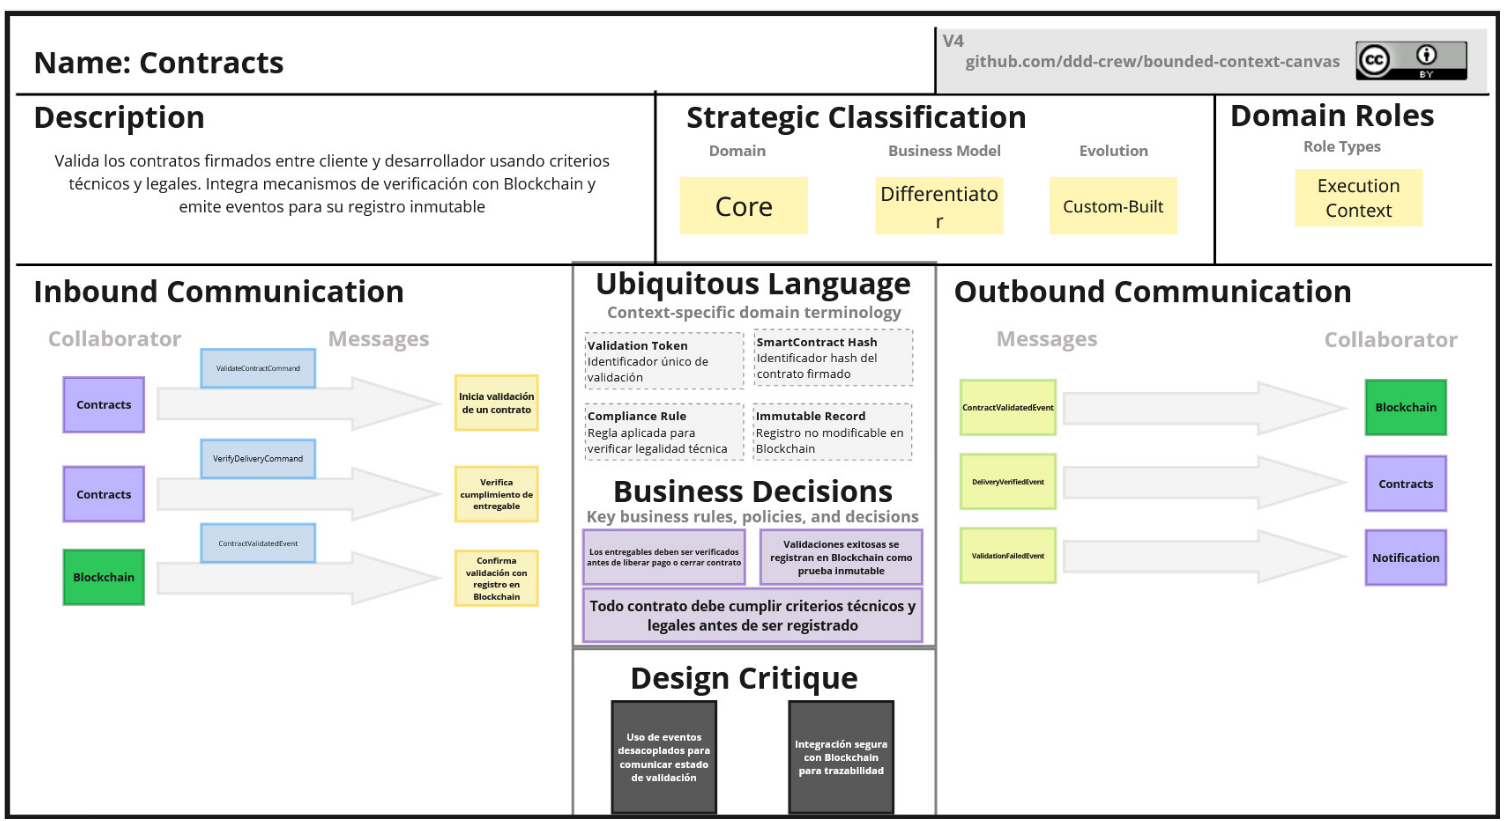 Name: Contracts
V4
github.com/ddd-crew/bounded-context-canvas
cc
BY
Description
Valida los contratos firmados entre cliente y desarrollador usando criterios
técnicos y legales. Integra mecanismos de verificación con Blockchain y
emite eventos para su registro inmutable
Strategic Classification
Domain
Business Model
Evolution
Core
Differentiato
r
Custom-Built
Domain Roles
Role Types
Execution
Context
Inbound Communication
Collaborator
Messages
ValidateContractCommand
Contracts
Inicia validación
de un contrato
VerifyDeliveryCommand
Contracts
Verifica
cumplimiento de
entregable
ContractValidatedEvent
Blockchain
Confirma
validación con
registro en
Blockchain
Ubiquitous Language
Context-specific domain terminology
Validation Token
Identificador único de
validación
SmartContract Hash
Identificador hash del
contrato firmado
Compliance Rule
Regla aplicada para
verificar legalidad técnica
Immutable Record
Registro no modificable en
Blockchain
Business Decisions
Key business rules, policies, and decisions
Los entregables deben ser verificados
antes de liberar pago o cerrar contrato
Validaciones exitosas se
registran en Blockchain como
prueba inmutable
Todo contrato debe cumplir criterios técnicos y
legales antes de ser registrado
Design Critique
Uso de eventos
desacoplados para
comunicar estado
de validación
Integración segura
con Blockchain
para trazabilidad
Outbound Communication
Messages
Collaborator
ContractValidatedEvent
Blockchain
DeliveryVerifiedEvent
Contracts
ValidationFailedEvent
Notification